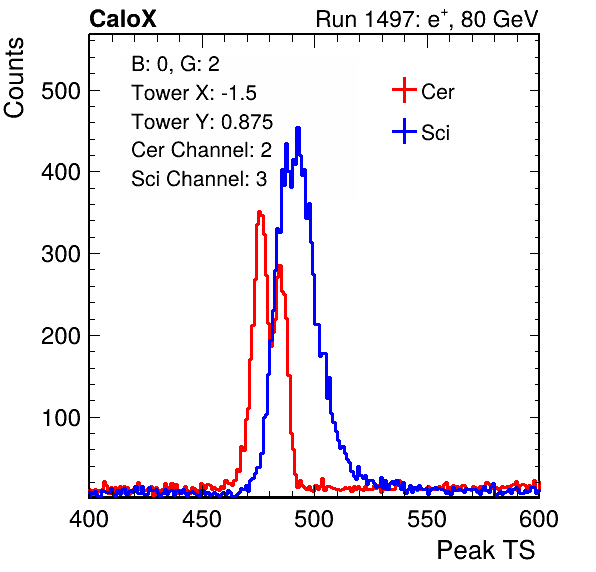 CaloX Run 1497: e⁺, 80 GeV
Counts
B: 0, G: 2
Tower X: -1.5
Tower Y: 0.875
Cer Channel: 2
Sci Channel: 3
Cer
Sci
500
400
300
200
100
400 450 500 550 600
Peak TS